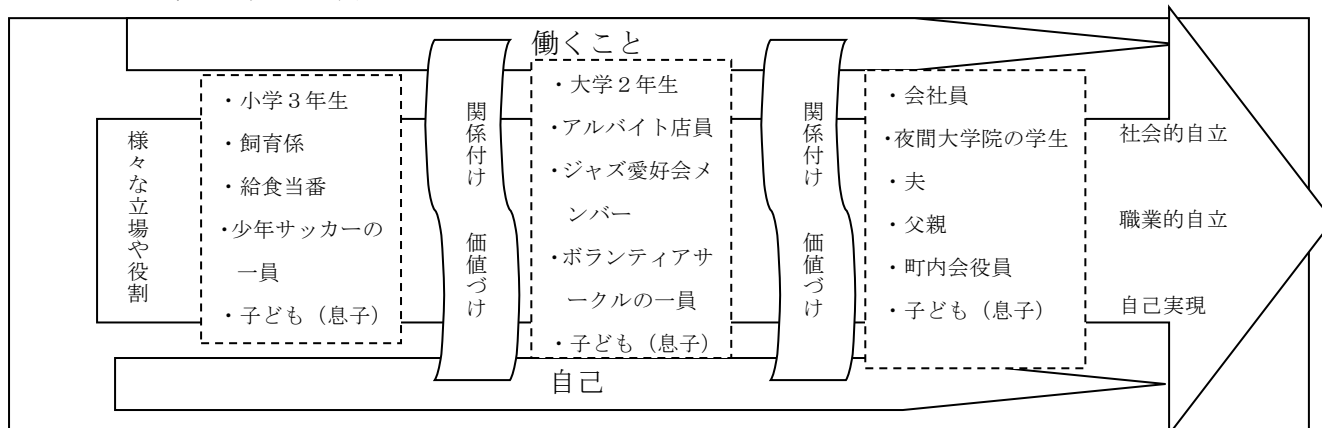 働くこと
様々な立場や役割
・小学３年生
・飼育係
・給食当番
・少年サッカーの
一員
・子ども（息子）
関係付け　価値づけ
・大学２年生
・アルバイト店員
・ジャズ愛好会メ
ンバー
・ボランティアサ
ークルの一員
・子ども（息子）
関係付け　価値づけ
・会社員
・夜間大学院の学生
・夫
・父親
・町内会役員
・子ども（息子）
社会的自立
職業的自立
自己実現
自己